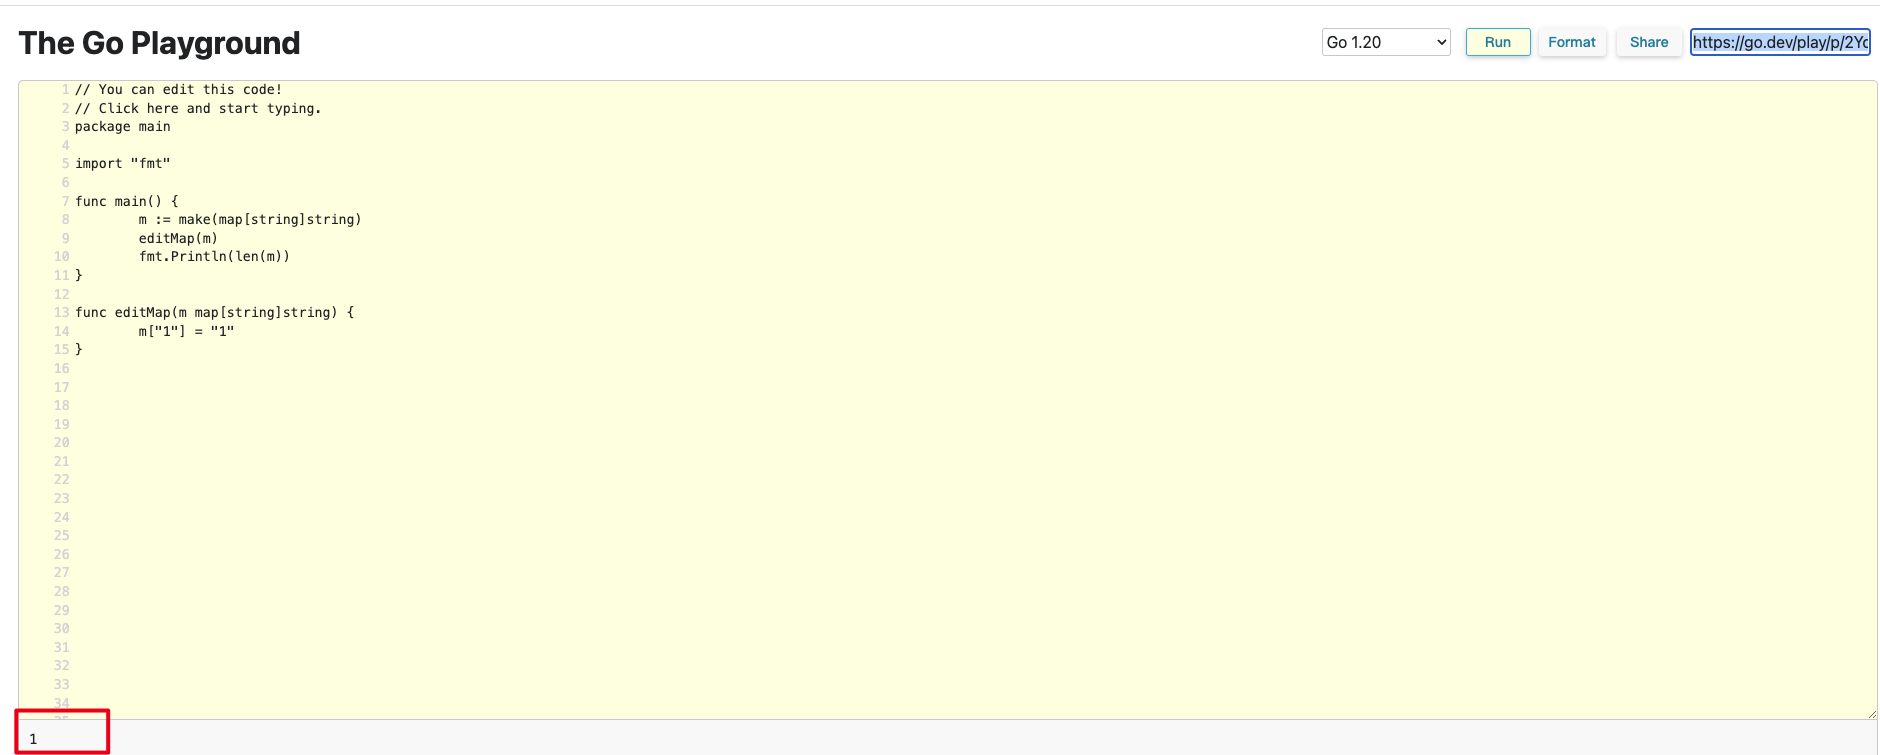 The Go Playground
Go 1.20 Run Format Share https://go.dev/play/p/2Yc
1 // You can edit this code!
2 // Click here and start typing.
3 package main
4
5 import "fmt"
6
7 func main() {
8 m := make(map[string]string)
9 editMap(m)
10 fmt.Println(len(m))
11 }
12
13 func editMap(m map[string]string) {
14 m["1"] = "1"
15 }
16
17
18
19
20
21
22
23
24
25
26
27
28
29
30
31
32
33
34
35
1